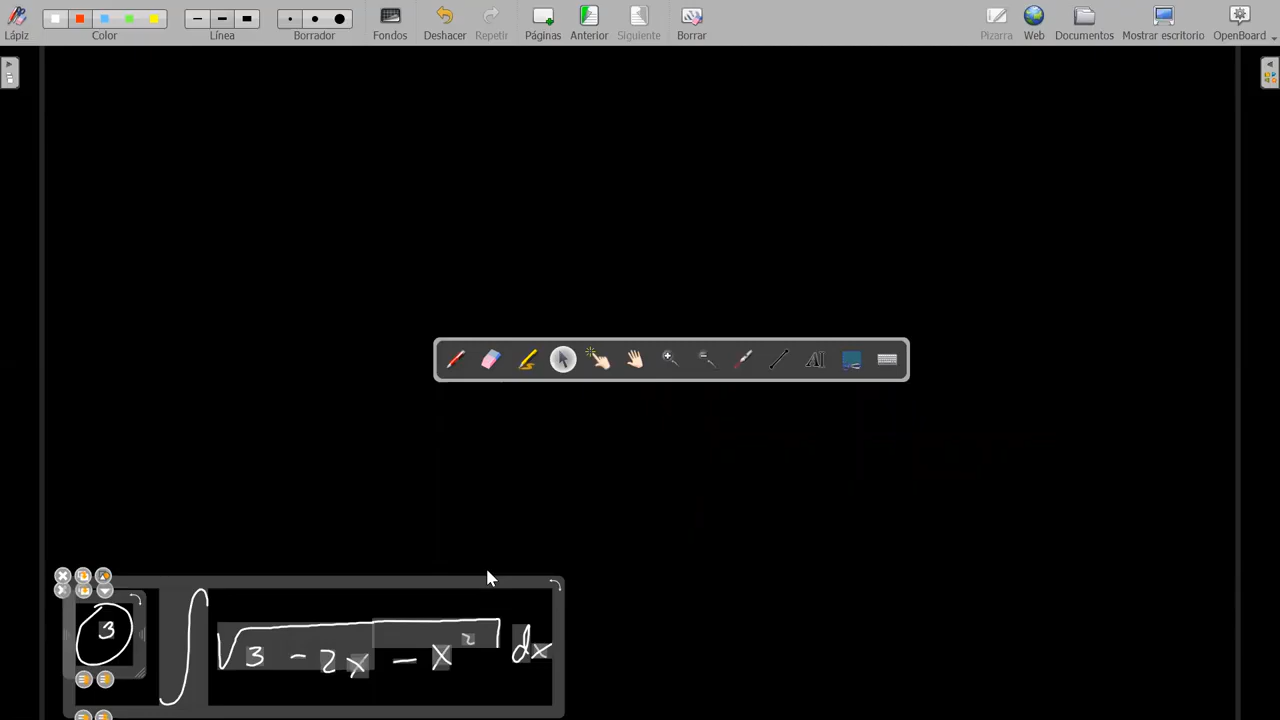 Lápiz Color Línea Borrador Fondos Deshacer Repetir Páginas Anterior Siguiente Borrar Pizarra Web Documentos Mostrar escritorio OpenBoard
AI
3 ∫ √(3 - 2x - x²) dx